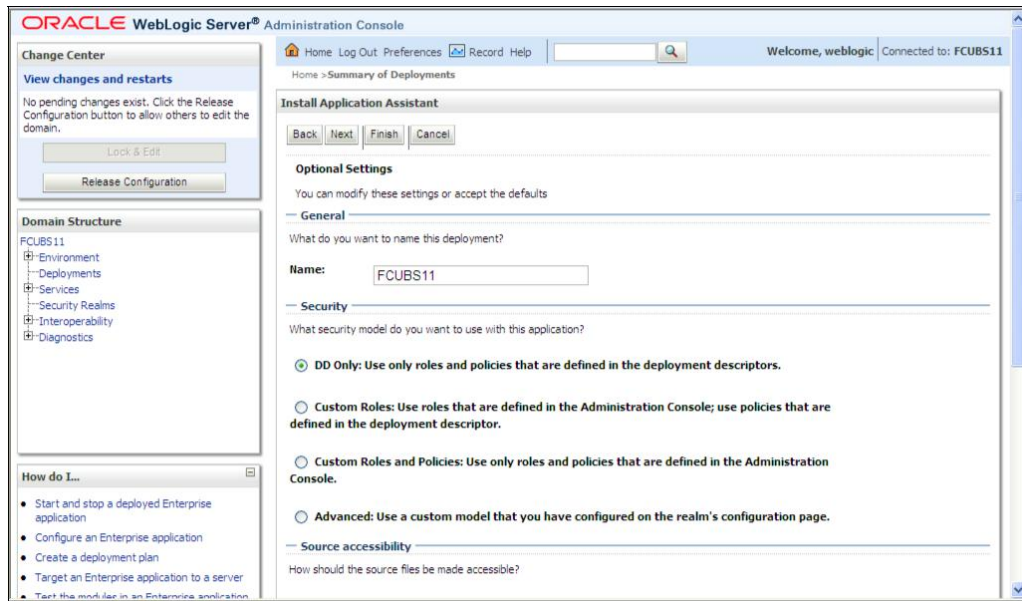 ORACLE WebLogic Server® Administration Console
Change Center
View changes and restarts
No pending changes exist. Click the Release
Configuration button to allow others to edit the
domain.
Lock & Edit
Release Configuration
Domain Structure
FCUBS11
Environment
Deployments
Services
Security Realms
Interoperability
Diagnostics
How do I...
Start and stop a deployed Enterprise
application
Configure an Enterprise application
Create a deployment plan
Target an Enterprise application to a server
Test the modules in an Enterprise application
Home Log Out Preferences Record Help
Welcome, weblogic Connected to: FCUBS11
Home >Summary of Deployments
Install Application Assistant
Back Next Finish Cancel
Optional Settings
You can modify these settings or accept the defaults
General
What do you want to name this deployment?
Name: FCUBS11
Security
What security model do you want to use with this application?
DD Only: Use only roles and policies that are defined in the deployment descriptors.
Custom Roles: Use roles that are defined in the Administration Console; use policies that are
defined in the deployment descriptor.
Custom Roles and Policies: Use only roles and policies that are defined in the Administration
Console.
Advanced: Use a custom model that you have configured on the realm's configuration page.
Source accessibility
How should the source files be made accessible?